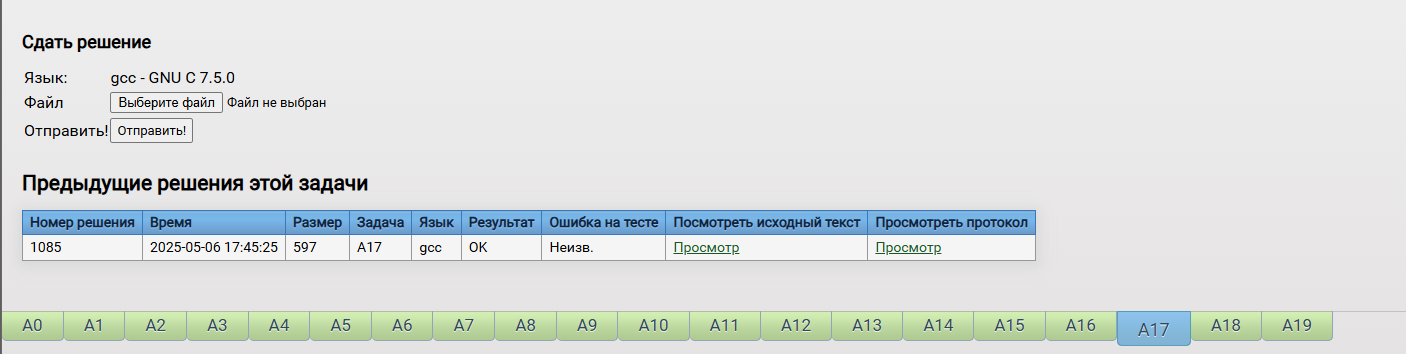 Сдать решение
Язык: gcc - GNU C 7.5.0
Файл Выберите файл Файл не выбран
Отправить! Отправить!
Предыдущие решения этой задачи
Номер решения Время Размер Задача Язык Результат Ошибка на тесте Посмотреть исходный текст Просмотреть протокол
1085 2025-05-06 17:45:25 597 A17 gcc OK Неизв. Просмотр Просмотр
A0 A1 A2 A3 A4 A5 A6 A7 A8 A9 A10 A11 A12 A13 A14 A15 A16 A17 A18 A19